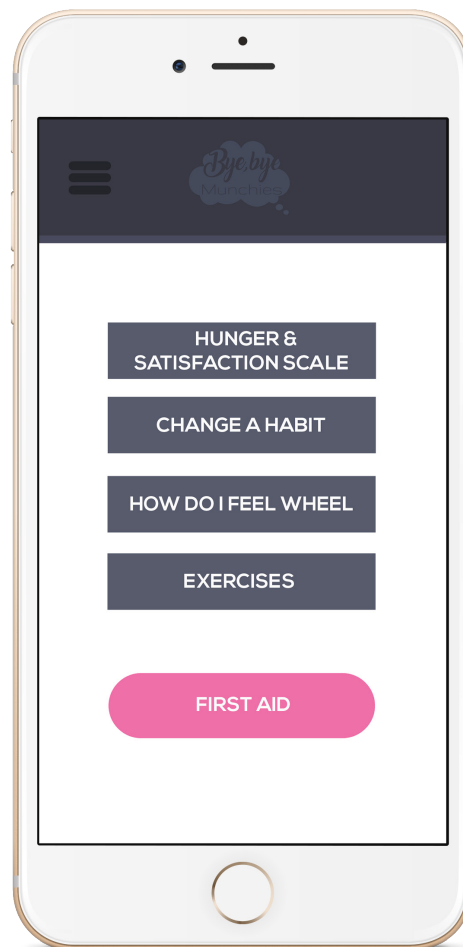 Bye, bye
Munchies
HUNGER &
SATISFACTION SCALE
CHANGE A HABIT
HOW DO I FEEL WHEEL
EXERCISES
FIRST AID